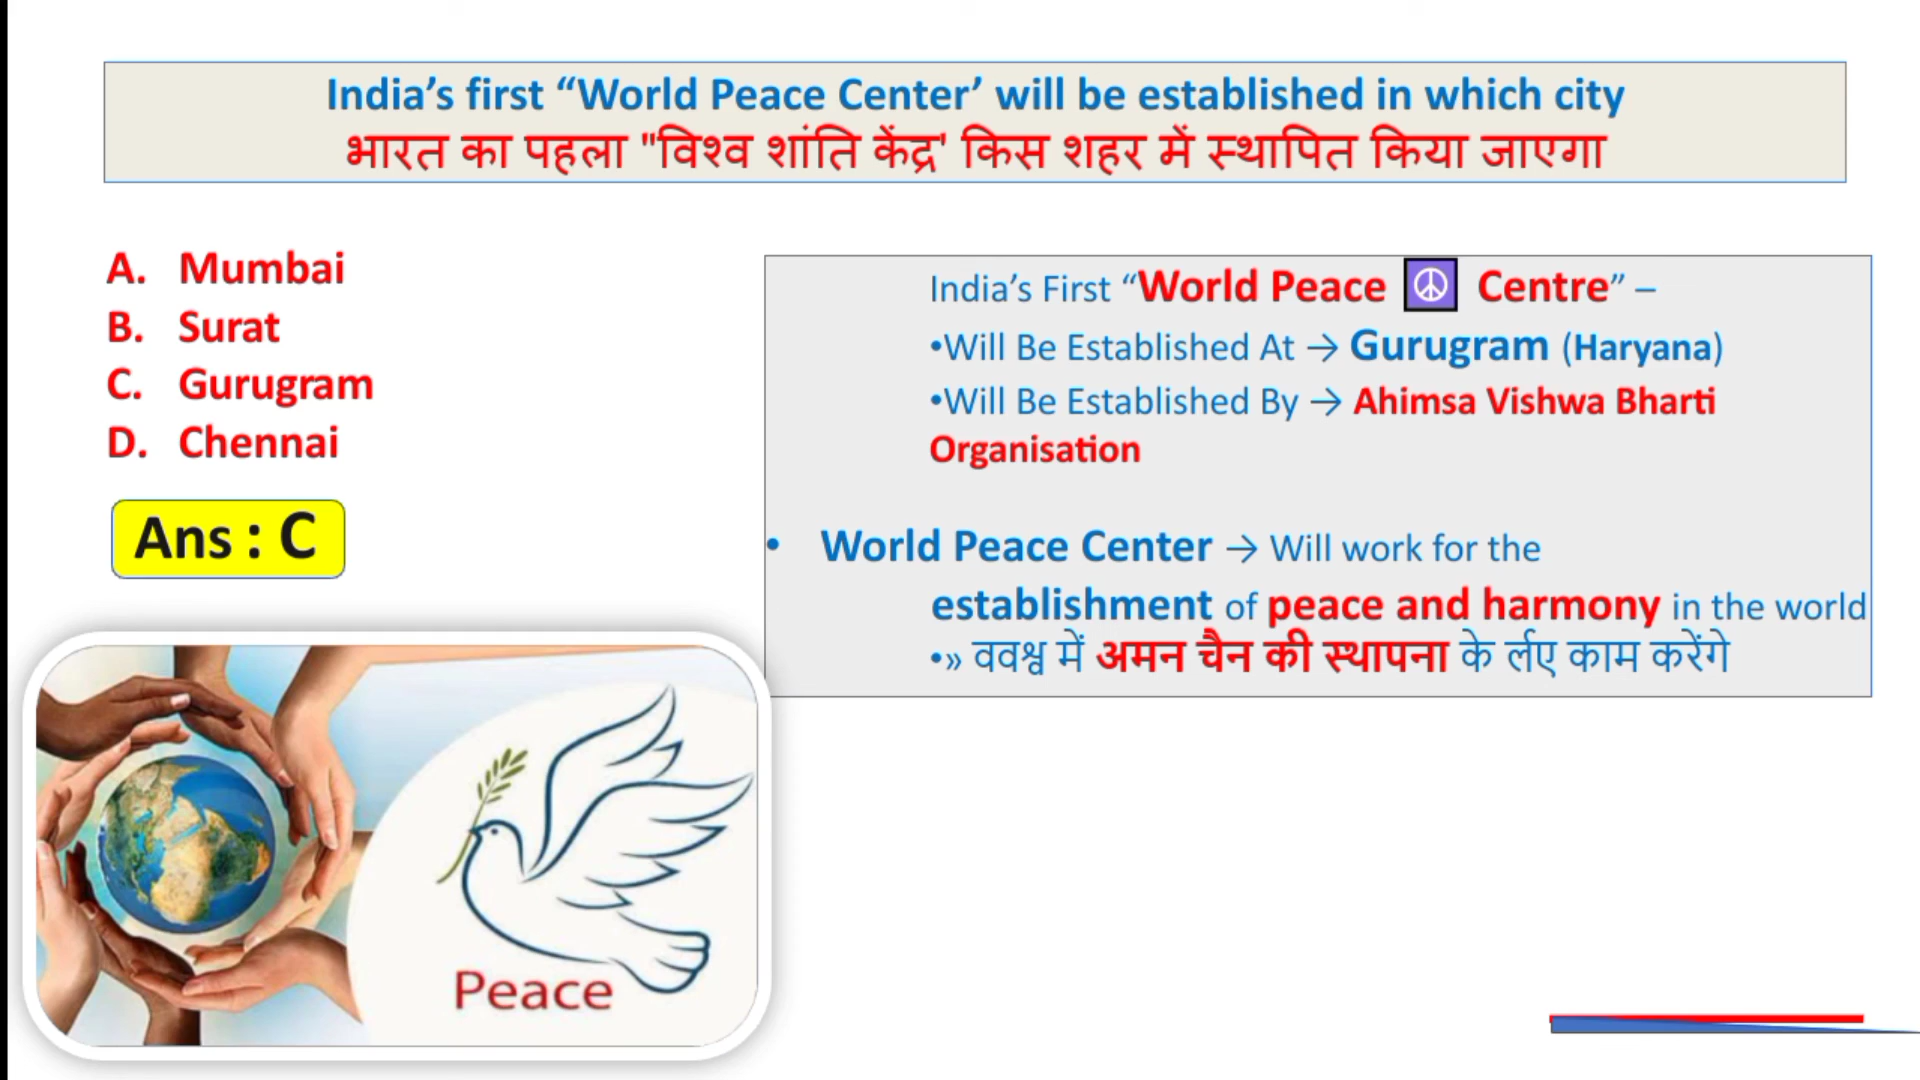 India’s first “World Peace Center’ will be established in which city
भारत का पहला "विश्व शांति केंद्र' किस शहर में स्थापित किया जाएगा
A. Mumbai
B. Surat
C. Gurugram
D. Chennai
Ans : C
India’s First “World Peace ☮ Centre” –
•Will Be Established At → Gurugram (Haryana)
•Will Be Established By → Ahimsa Vishwa Bharti
Organisation
• World Peace Center → Will work for the
establishment of peace and harmony in the world
•» ववश्व में अमन चैन की स्थापना के र्लए काम करेंगे
Peace